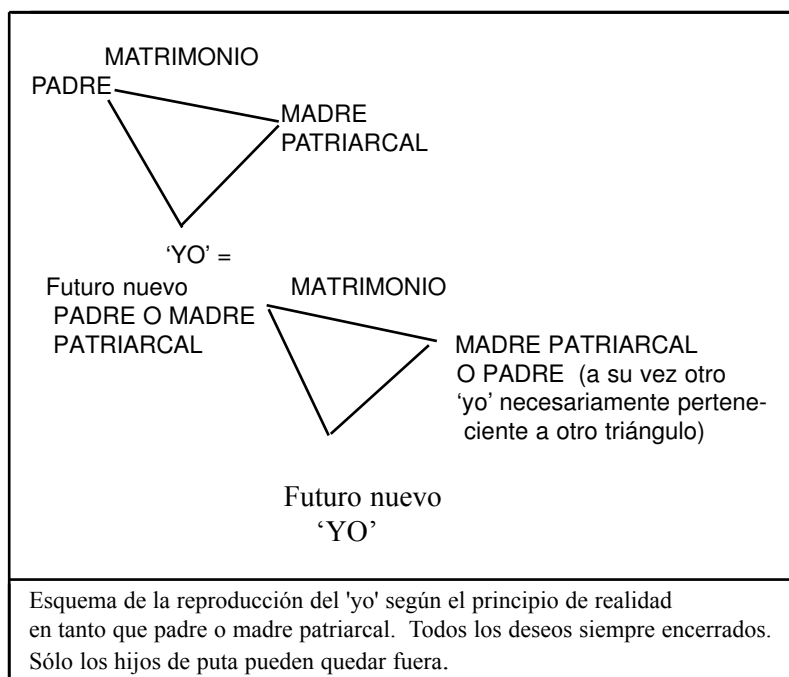 MATRIMONIO
PADRE
MADRE
PATRIARCAL
‘YO’ =
Futuro nuevo
PADRE O MADRE
PATRIARCAL
MATRIMONIO
MADRE PATRIARCAL
O PADRE (a su vez otro
‘yo’ necesariamente pertene-
ciente a otro triángulo)
Futuro nuevo
‘YO’
Esquema de la reproducción del 'yo' según el principio de realidad
en tanto que padre o madre patriarcal. Todos los deseos siempre encerrados.
Sólo los hijos de puta pueden quedar fuera.